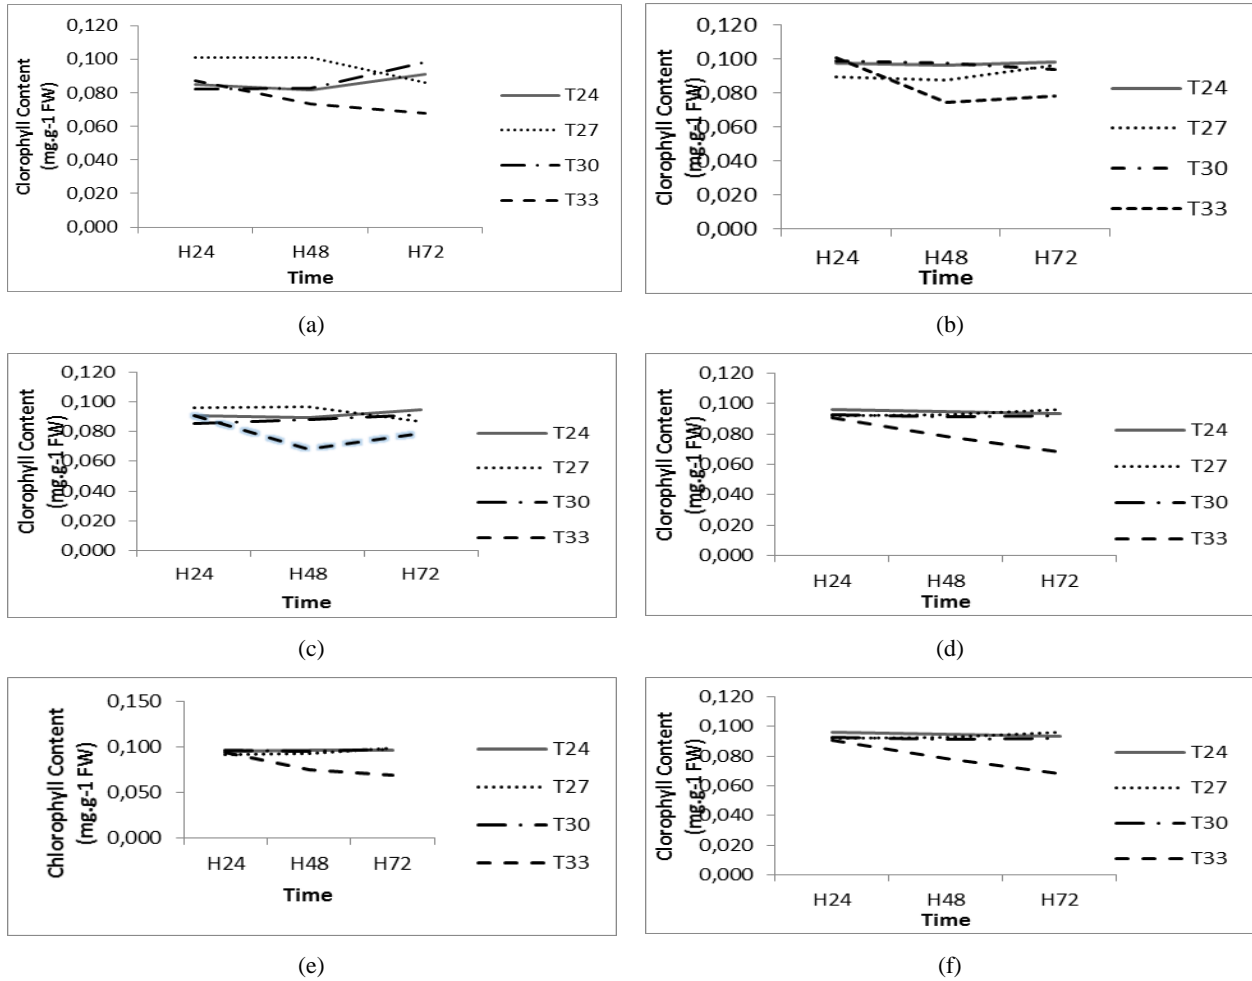 0,120
0,100
0,080
0,060
0,040
0,020
0,000
Clorophyll Content
(mg.g-1 FW)
H24 H48 H72
Time
T24
T27
T30
T33
(a)
0,120
0,100
0,080
0,060
0,040
0,020
0,000
Clorophyll Content
(mg.g-1 FW)
H24 H48 H72
Time
T24
T27
T30
T33
(b)
0,120
0,100
0,080
0,060
0,040
0,020
0,000
Clorophyll Content
(mg.g-1 FW)
H24 H48 H72
Time
T24
T27
T30
T33
(c)
0,120
0,100
0,080
0,060
0,040
0,020
0,000
Clorophyll Content
(mg.g-1 FW)
H24 H48 H72
Time
T24
T27
T30
T33
(d)
0,150
0,100
0,050
0,000
Chlorophyll Content
(mg.g-1 FW)
H24 H48 H72
Time
T24
T27
T30
T33
(e)
0,120
0,100
0,080
0,060
0,040
0,020
0,000
Clorophyll Content
(mg.g-1 FW)
H24 H48 H72
Time
T24
T27
T30
T33
(f)